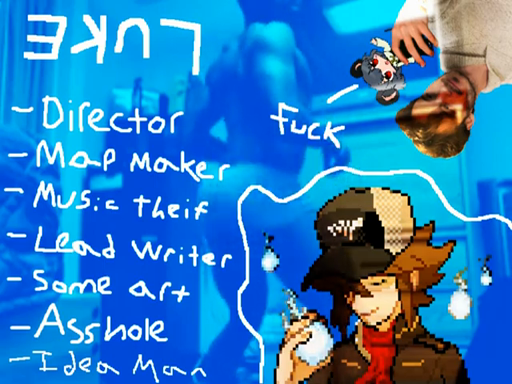 LUKE
- Director
- Map Maker
- Music theif
- Lead Writer
- Some art
- Asshole
- Idea Man
fuck